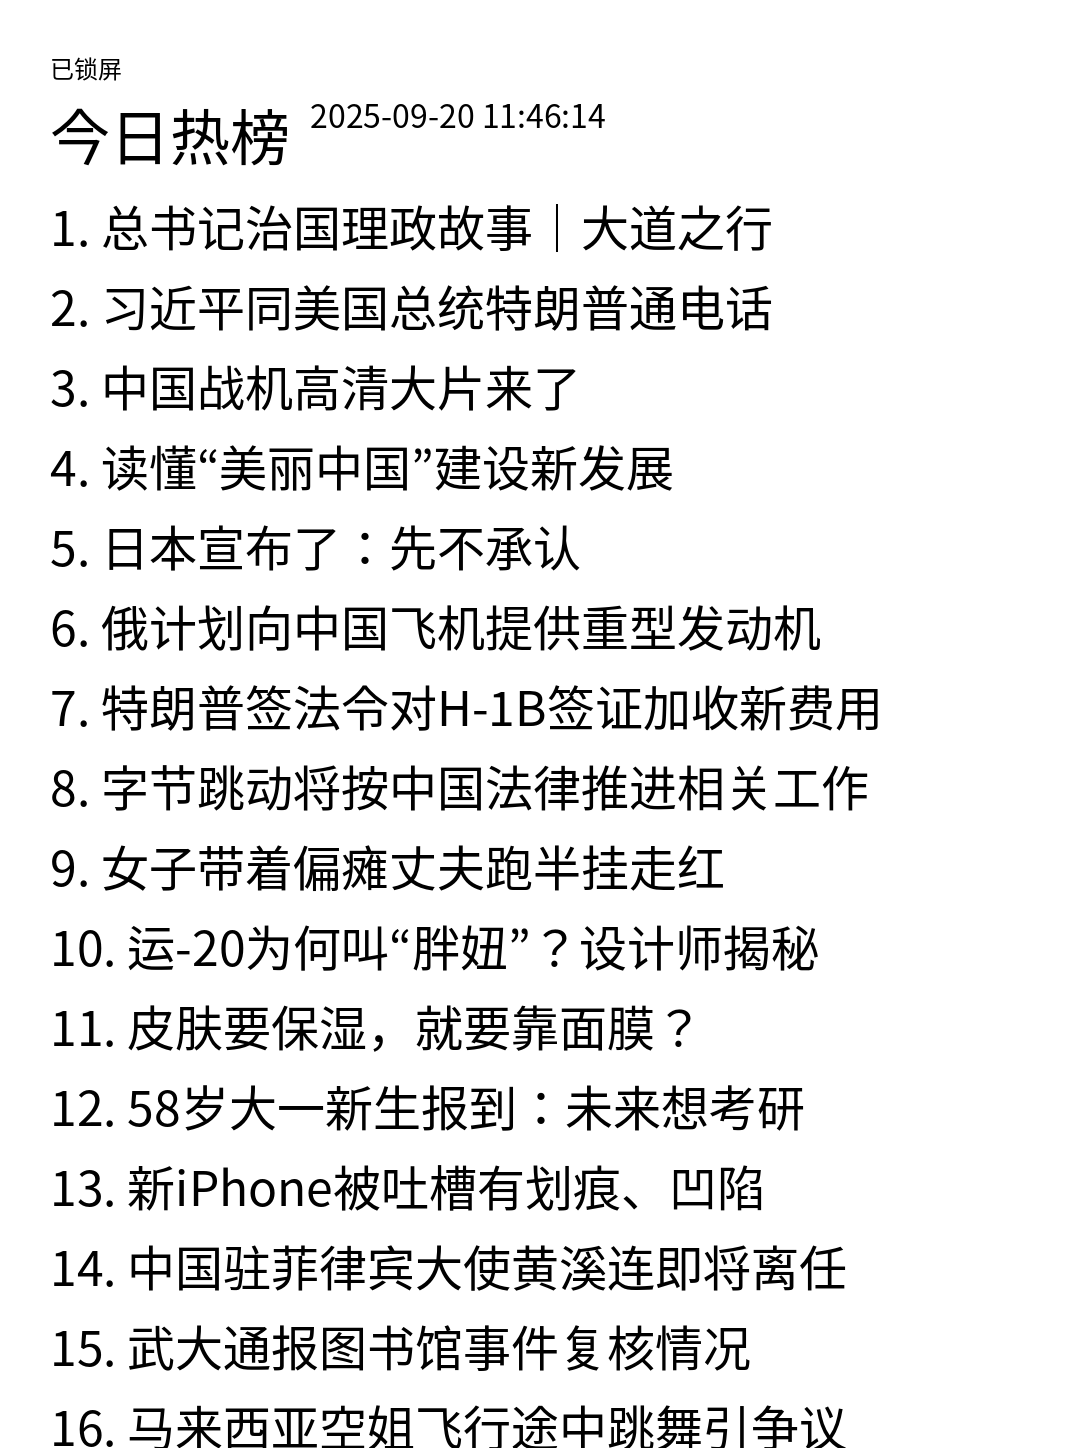 已锁屏
今日热榜 2025-09-20 11:46:14
1. 总书记治国理政故事｜大道之行
2. 习近平同美国总统特朗普通电话
3. 中国战机高清大片来了
4. 读懂“美丽中国”建设新发展
5. 日本宣布了：先不承认
6. 俄计划向中国飞机提供重型发动机
7. 特朗普签法令对H-1B签证加收新费用
8. 字节跳动将按中国法律推进相关工作
9. 女子带着偏瘫丈夫跑半挂走红
10. 运-20为何叫“胖妞”？设计师揭秘
11. 皮肤要保湿，就要靠面膜？
12. 58岁大一新生报到：未来想考研
13. 新iPhone被吐槽有划痕、凹陷
14. 中国驻菲律宾大使黄溪连即将离任
15. 武大通报图书馆事件复核情况
16. 马来西亚空姐飞行途中跳舞引争议